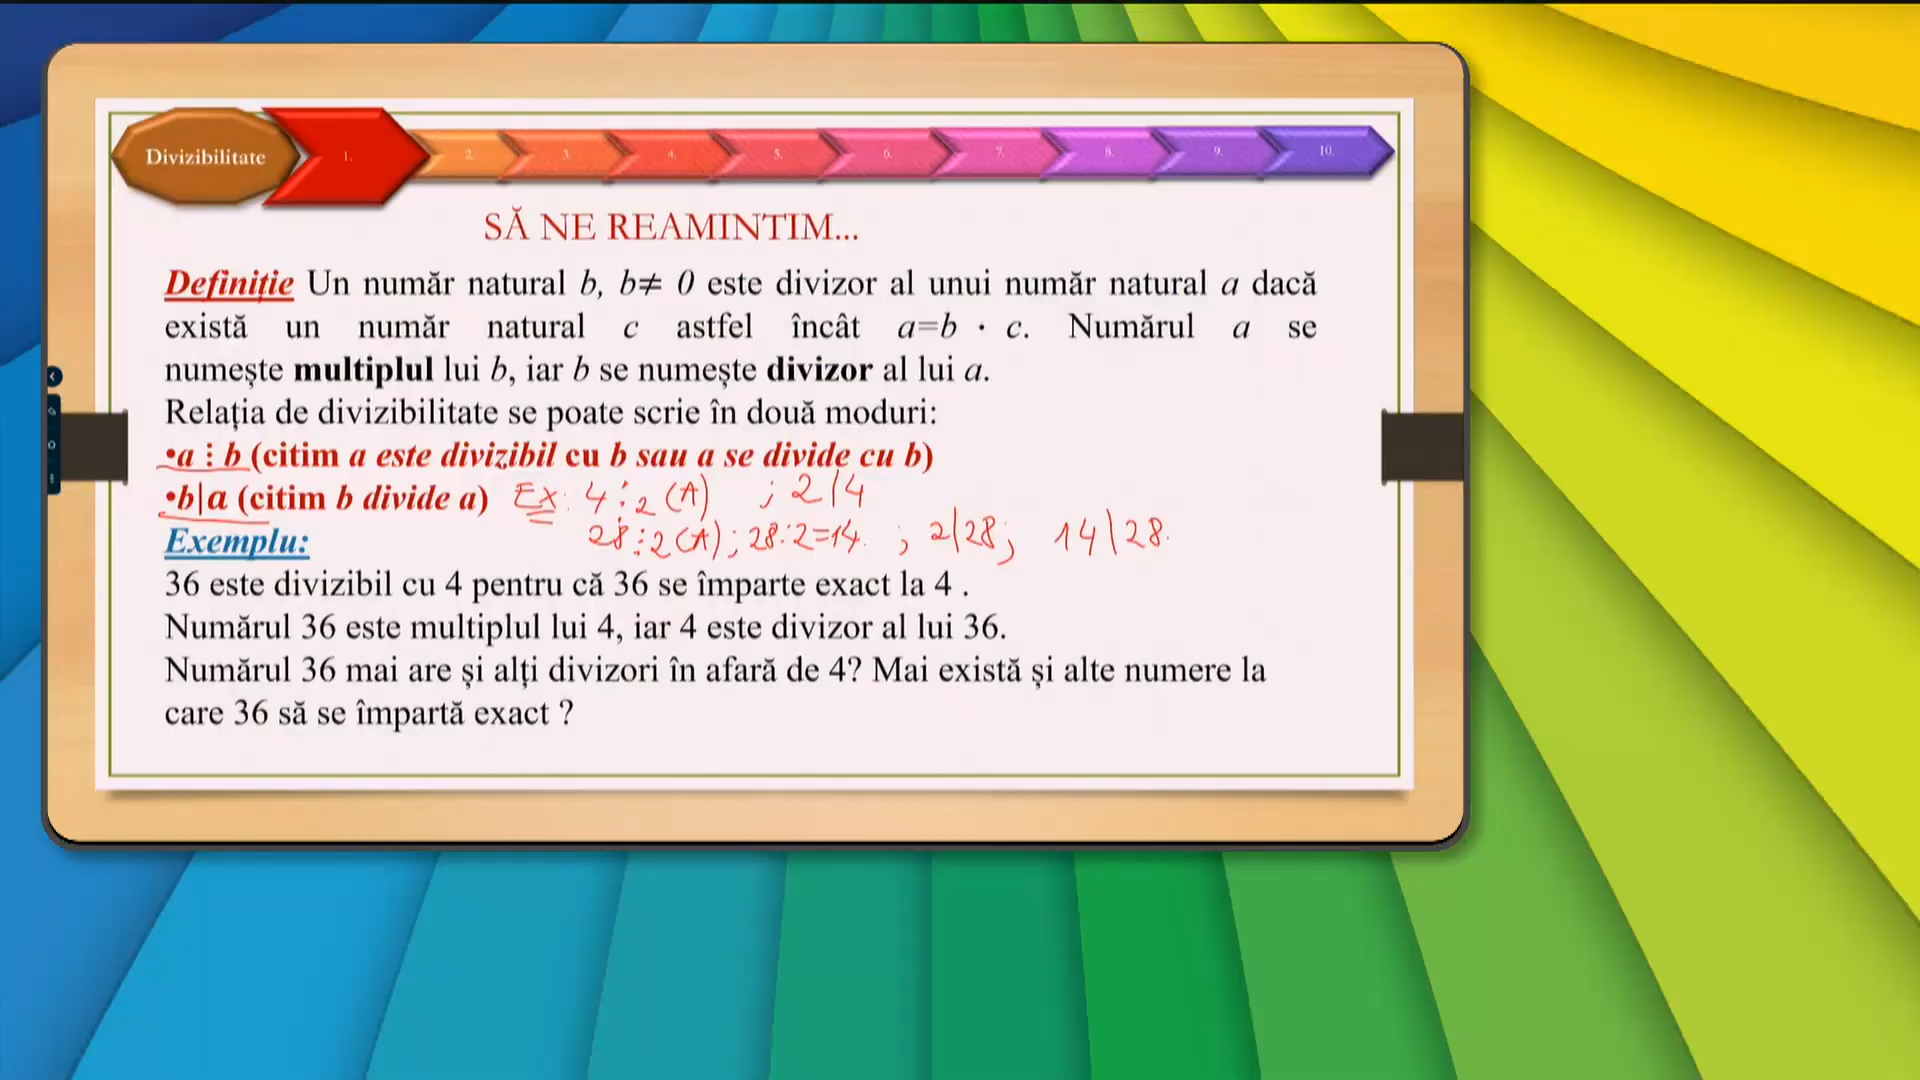 Divizibilitate 1. 2. 3. 4. 5. 6. 7. 8. 9. 10.
SĂ NE REAMINTIM...
Definiție Un număr natural b, b≠ 0 este divizor al unui număr natural a dacă
există un număr natural c astfel încât a=b · c. Numărul a se
numește multiplul lui b, iar b se numește divizor al lui a.
Relația de divizibilitate se poate scrie în două moduri:
•a ⋮ b (citim a este divizibil cu b sau a se divide cu b)
•b|a (citim b divide a) Ex: 4 ⋮ 2 (A) ; 2|4
28 ⋮ 2 (A); 28:2=14. ; 2|28; 14|28.
Exemplu:
36 este divizibil cu 4 pentru că 36 se împarte exact la 4 .
Numărul 36 este multiplul lui 4, iar 4 este divizor al lui 36.
Numărul 36 mai are și alți divizori în afară de 4? Mai există și alte numere la
care 36 să se împartă exact ?